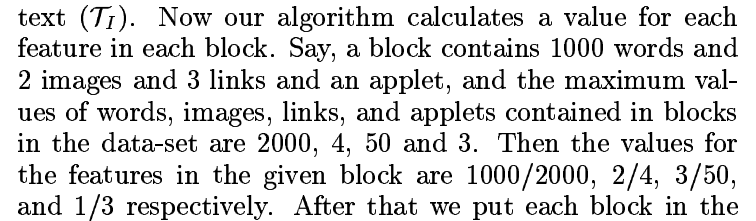 text (𝒯_I). Now our algorithm calculates a value for each
feature in each block. Say, a block contains 1000 words and
2 images and 3 links and an applet, and the maximum val-
ues of words, images, links, and applets contained in blocks
in the data-set are 2000, 4, 50 and 3. Then the values for
the features in the given block are 1000/2000, 2/4, 3/50,
and 1/3 respectively. After that we put each block in the